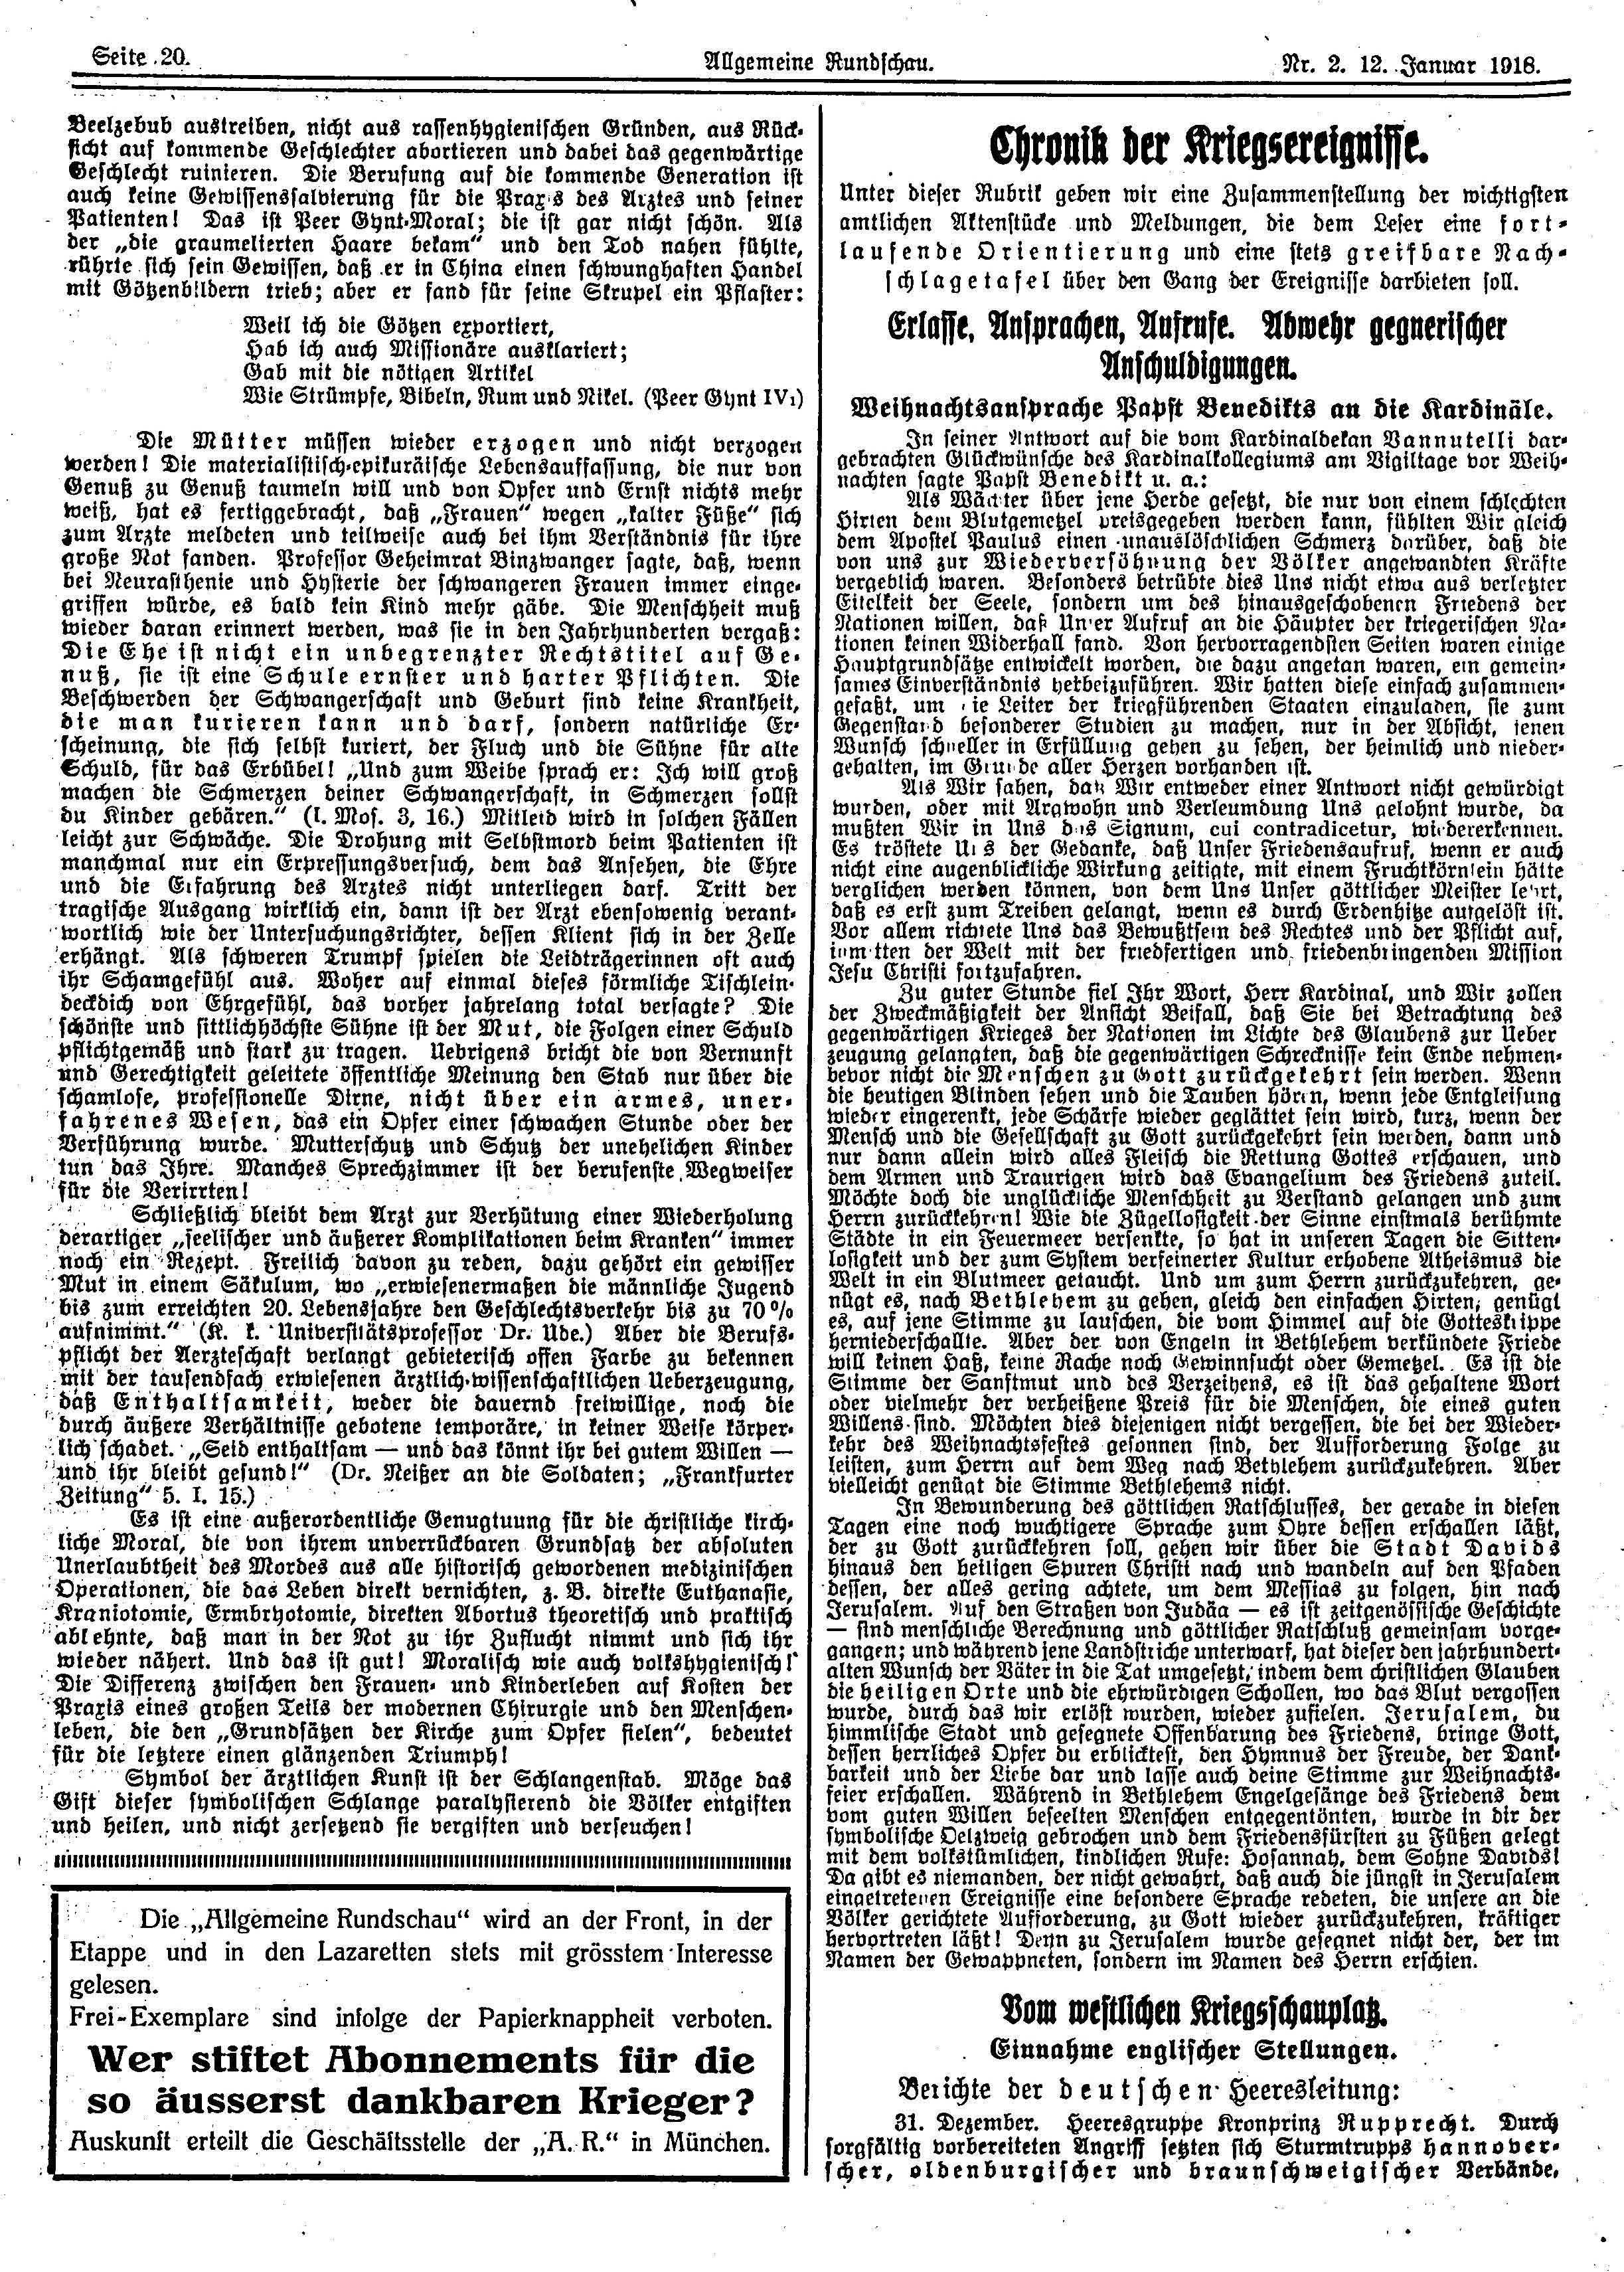 Seite 20.
Allgemeine Rundschau.
Nr. 2. 12. Januar 1918.
Beelzebub austreiben, nicht aus rassenhygienischen Gründen, aus Rück-
sicht auf kommende Geschlechter abortieren und dabei das gegenwärtige
Geschlecht ruinieren. Die Berufung auf die kommende Generation ist
auch keine Gewissenssalvierung für die Praxis des Arztes und seiner
Patienten! Das ist Peer Gynt-Moral; die ist gar nicht schön. Als
der „die graumelierten Haare bekam“ und den Tod nahen fühlte,
rührte sich sein Gewissen, daß er in China einen schwunghaften Handel
mit Götzenbildern trieb; aber er fand für seine Skrupel ein Pflaster:
Weil ich die Götzen exportiert,
Hab ich auch Missionäre ausklariert;
Gab mit die nötigen Artikel
Wie Strümpfe, Bibeln, Rum und Nikel. (Peer Gynt IV.)
Die Mütter müssen wieder erzogen und nicht verzogen
werden! Die materialistisch-epikuräische Lebensauffassung, die nur von
Genuß zu Genuß taumeln will und von Opfer und Ernst nichts mehr
weiß, hat es fertiggebracht, daß „Frauen“ wegen „kalter Füße“ sich
zum Arzte meldeten und teilweise auch bei ihm Verständnis für ihre
große Not fanden. Professor Geheimrat Binzwanger sagte, daß, wenn
bei Neurasthenie und Hysterie der schwangeren Frauen immer einge-
griffen würde, es bald kein Kind mehr gäbe. Die Menschheit muß
wieder daran erinnert werden, was sie in den Jahrhunderten vergaß:
Die Ehe ist nicht ein unbegrenzter Rechtstitel auf Ge-
nuß, sie ist eine Schule ernster und harter Pflichten. Die
Beschwerden der Schwangerschaft und Geburt sind keine Krankheit,
die man kurieren kann und darf, sondern natürliche Er-
scheinung, die sich selbst kuriert, der Fluch und die Sühne für alte
Schuld, für das Erbübel! „Und zum Weibe sprach er: Ich will groß
machen die Schmerzen deiner Schwangerschaft, in Schmerzen sollst
du Kinder gebären.“ (I. Mos. 3, 16.) Mitleid wird in solchen Fällen
leicht zur Schwäche. Die Drohung mit Selbstmord beim Patienten ist
manchmal nur ein Erpressungsversuch, dem das Ansehen, die Ehre
und die Erfahrung des Arztes nicht unterliegen darf. Tritt der
tragische Ausgang wirklich ein, dann ist der Arzt ebensowenig verant-
wortlich wie der Untersuchungsrichter, dessen Klient sich in der Zelle
erhängt. Als schweren Trumpf spielen die Leidträgerinnen oft auch
ihr Schamgefühl aus. Woher auf einmal dieses förmliche Tischlein-
deckdich von Ehrgefühl, das vorher jahrelang total versagte? Die
schönste und sittlichhöchste Sühne ist der Mut, die Folgen einer Schuld
pflichtgemäß und stark zu tragen. Uebrigens bricht die von Vernunft
und Gerechtigkeit geleitete öffentliche Meinung den Stab nur über die
schamlose, professionelle Dirne, nicht über ein armes, uner-
fahrenes Wesen, das ein Opfer einer schwachen Stunde oder der
Verführung wurde. Mutterschutz und Schutz der unehelichen Kinder
tun das Ihre. Manches Sprechzimmer ist der berufenste Wegweiser
für die Verirrten!
Schließlich bleibt dem Arzt zur Verhütung einer Wiederholung
derartiger „seelischer und äußerer Komplikationen beim Kranken“ immer
noch ein Rezept. Freilich davon zu reden, dazu gehört ein gewisser
Mut in einem Säkulum, wo „erwiesenermaßen die männliche Jugend
bis zum erreichten 20. Lebensjahre den Geschlechtsverkehr bis zu 70%
aufnimmt.“ (K. k. Universitätsprofessor Dr. Ude.) Aber die Berufs-
pflicht der Aerzteschaft verlangt gebieterisch offen Farbe zu bekennen
mit der tausendfach erwiesenen ärztlich-wissenschaftlichen Ueberzeugung,
daß Enthaltsamkeit, weder die dauernd freiwillige, noch die
durch äußere Verhältnisse gebotene temporäre, in keiner Weise körper-
lich schadet. „Seid enthaltsam — und das könnt ihr bei gutem Willen —
und ihr bleibt gesund!“ (Dr. Neißer an die Soldaten; „Frankfurter
Zeitung“ 5. I. 15.)
Es ist eine außerordentliche Genugtuung für die christliche kirch-
liche Moral, die von ihrem unverrückbaren Grundsatz der absoluten
Unerlaubtheit des Mordes aus alle historisch gewordenen medizinischen
Operationen, die das Leben direkt vernichten, z. B. direkte Euthanasie,
Kraniotomie, Ermbryotomie, direkten Abortus theoretisch und praktisch
ablehnte, daß man in der Not zu ihr Zuflucht nimmt und sich ihr
wieder nähert. Und das ist gut! Moralisch wie auch volkshygienisch!
Die Differenz zwischen den Frauen- und Kinderleben auf Kosten der
Praxis eines großen Teils der modernen Chirurgie und den Menschen-
leben, die den „Grundsätzen der Kirche zum Opfer fielen“, bedeutet
für die letztere einen glänzenden Triumph!
Symbol der ärztlichen Kunst ist der Schlangenstab. Möge das
Gift dieser symbolischen Schlange paralysierend die Völker entgiften
und heilen, und nicht zersetzend sie vergiften und verseuchen!
Die „Allgemeine Rundschau“ wird an der Front, in der
Etappe und in den Lazaretten stets mit grösstem Interesse
gelesen.
Frei-Exemplare sind infolge der Papierknappheit verboten.
Wer stiftet Abonnements für die
so äusserst dankbaren Krieger?
Auskunft erteilt die Geschäftsstelle der „A. R.“ in München.
Chronik der Kriegsereignisse.
Unter dieser Rubrik geben wir eine Zusammenstellung der wichtigsten
amtlichen Aktenstücke und Meldungen, die dem Leser eine fort-
laufende Orientierung und eine stets greifbare Nach-
schlagetafel über den Gang der Ereignisse darbieten soll.
Erlasse, Ansprachen, Aufrufe. Abwehr gegnerischer
Anschuldigungen.
Weihnachtsansprache Papst Benedikts an die Kardinäle.
In seiner Antwort auf die vom Kardinaldekan Vannutelli dar-
gebrachten Glückwünsche des Kardinalkollegiums am Vigiltage vor Weih-
nachten sagte Papst Benedikt u. a.:
Als Wächter über jene Herde gesetzt, die nur von einem schlechten
Hirten dem Blutgemetzel preisgegeben werden kann, fühlten Wir gleich
dem Apostel Paulus einen unauslöschlichen Schmerz darüber, daß die
von uns zur Wiederversöhnung der Völker angewandten Kräfte
vergeblich waren. Besonders betrübte dies Uns nicht etwa aus verletzter
Eitelkeit der Seele, sondern um des hinausgeschobenen Friedens der
Nationen willen, daß Unser Aufruf an die Häupter der kriegerischen Na-
tionen keinen Widerhall fand. Von hervorragendsten Seiten waren einige
Hauptgrundsätze entwickelt worden, die dazu angetan waren, ein gemein-
sames Einverständnis herbeizuführen. Wir hatten diese einfach zusammen-
gefaßt, um die Leiter der kriegführenden Staaten einzuladen, sie zum
Gegenstand besonderer Studien zu machen, nur in der Absicht, jenen
Wunsch schneller in Erfüllung gehen zu sehen, der heimlich und nieder-
gehalten, im Grunde aller Herzen vorhanden ist.
Als Wir sahen, daß Wir entweder einer Antwort nicht gewürdigt
wurden, oder mit Argwohn und Verleumdung Uns gelohnt wurde, da
mußten Wir in Uns das Signum, cui contradicetur, wiedererkennen.
Es tröstete Uns der Gedanke, daß Unser Friedensaufruf, wenn er auch
nicht eine augenblickliche Wirkung zeitigte, mit einem Fruchtkörnlein hätte
verglichen werden können, von dem Uns Unser göttlicher Meister lehrt,
daß es erst zum Treiben gelangt, wenn es durch Erdenhitze aufgelöst ist.
Vor allem richtete Uns das Bewußtsein des Rechtes und der Pflicht auf,
inmitten der Welt mit der friedfertigen und friedenbringenden Mission
Jesu Christi fortzufahren.
Zu guter Stunde fiel Ihr Wort, Herr Kardinal, und Wir zollen
der Zweckmäßigkeit der Ansicht Beifall, daß Sie bei Betrachtung des
gegenwärtigen Krieges der Nationen im Lichte des Glaubens zur Ueber
zeugung gelangten, daß die gegenwärtigen Schrecknisse kein Ende nehmen-
bevor nicht die Menschen zu Gott zurückgekehrt sein werden. Wenn
die heutigen Blinden sehen und die Tauben hören, wenn jede Entgleisung
wieder eingerenkt, jede Schärfe wieder geglättet sein wird, kurz, wenn der
Mensch und die Gesellschaft zu Gott zurückgekehrt sein werden, dann und
nur dann allein wird alles Fleisch die Rettung Gottes erschauen, und
dem Armen und Traurigen wird das Evangelium des Friedens zuteil.
Möchte doch die unglückliche Menschheit zu Verstand gelangen und zum
Herrn zurückkehren! Wie die Zügellosigkeit der Sinne einstmals berühmte
Städte in ein Feuermeer versenkte, so hat in unseren Tagen die Sitten-
losigkeit und der zum System verfeinerter Kultur erhobene Atheismus die
Welt in ein Blutmeer getaucht. Und um zum Herrn zurückzukehren, ge-
nügt es, nach Bethlehem zu gehen, gleich den einfachen Hirten; genügt
es, auf jene Stimme zu lauschen, die vom Himmel auf die Gotteskrippe
herniederschallte. Aber der von Engeln in Bethlehem verkündete Friede
will keinen Haß, keine Rache noch Gewinnsucht oder Gemetzel. Es ist die
Stimme der Sanftmut und des Verzeihens, es ist das gehaltene Wort
oder vielmehr der verheißene Preis für die Menschen, die eines guten
Willens sind. Möchten dies diejenigen nicht vergessen, die bei der Wieder-
kehr des Weihnachtsfestes gesonnen sind, der Aufforderung Folge zu
leisten, zum Herrn auf dem Weg nach Bethlehem zurückzukehren. Aber
vielleicht genügt die Stimme Bethlehems nicht.
In Bewunderung des göttlichen Ratschlusses, der gerade in diesen
Tagen eine noch wuchtigere Sprache zum Ohre dessen erschallen läßt,
der zu Gott zurückkehren soll, gehen wir über die Stadt Davids
hinaus den heiligen Spuren Christi nach und wandeln auf den Pfaden
dessen, der alles gering achtete, um dem Messias zu folgen, hin nach
Jerusalem. Auf den Straßen von Judäa — es ist zeitgenössische Geschichte
— sind menschliche Berechnung und göttlicher Ratschluß gemeinsam vorge-
gangen; und während jene Landstriche unterwarf, hat dieser den jahrhundert-
alten Wunsch der Väter in die Tat umgesetzt, indem dem christlichen Glauben
die heiligen Orte und die ehrwürdigen Schollen, wo das Blut vergossen
wurde, durch das wir erlöst wurden, wieder zufielen. Jerusalem, du
himmlische Stadt und gesegnete Offenbarung des Friedens, bringe Gott,
dessen herrliches Opfer du erblicktest, den Hymnus der Freude, der Dank-
barkeit und der Liebe dar und lasse auch deine Stimme zur Weihnachts-
feier erschallen. Während in Bethlehem Engelgesänge des Friedens dem
vom guten Willen beseelten Menschen entgegentönten, wurde in dir der
symbolische Oelzweig gebrochen und dem Friedensfürsten zu Füßen gelegt
mit dem volkstümlichen, kindlichen Rufe: Hosannah, dem Sohne Davids!
Da gibt es niemanden, der nicht gewahrt, daß auch die jüngst in Jerusalem
eingetretenen Ereignisse eine besondere Sprache redeten, die unsere an die
Völker gerichtete Aufforderung, zu Gott wieder zurückzukehren, kräftiger
hervortreten läßt! Denn zu Jerusalem wurde gesegnet nicht der, der im
Namen der Gewappneten, sondern im Namen des Herrn erschien.
Vom westlichen Kriegsschauplatz.
Einnahme englischer Stellungen.
Berichte der deutschen Heeresleitung:
31. Dezember. Heeresgruppe Kronprinz Rupprecht. Durch
sorgfältig vorbereiteten Angriff setzten sich Sturmtrupps hannover-
scher, oldenburgischer und braunschweigischer Verbände,